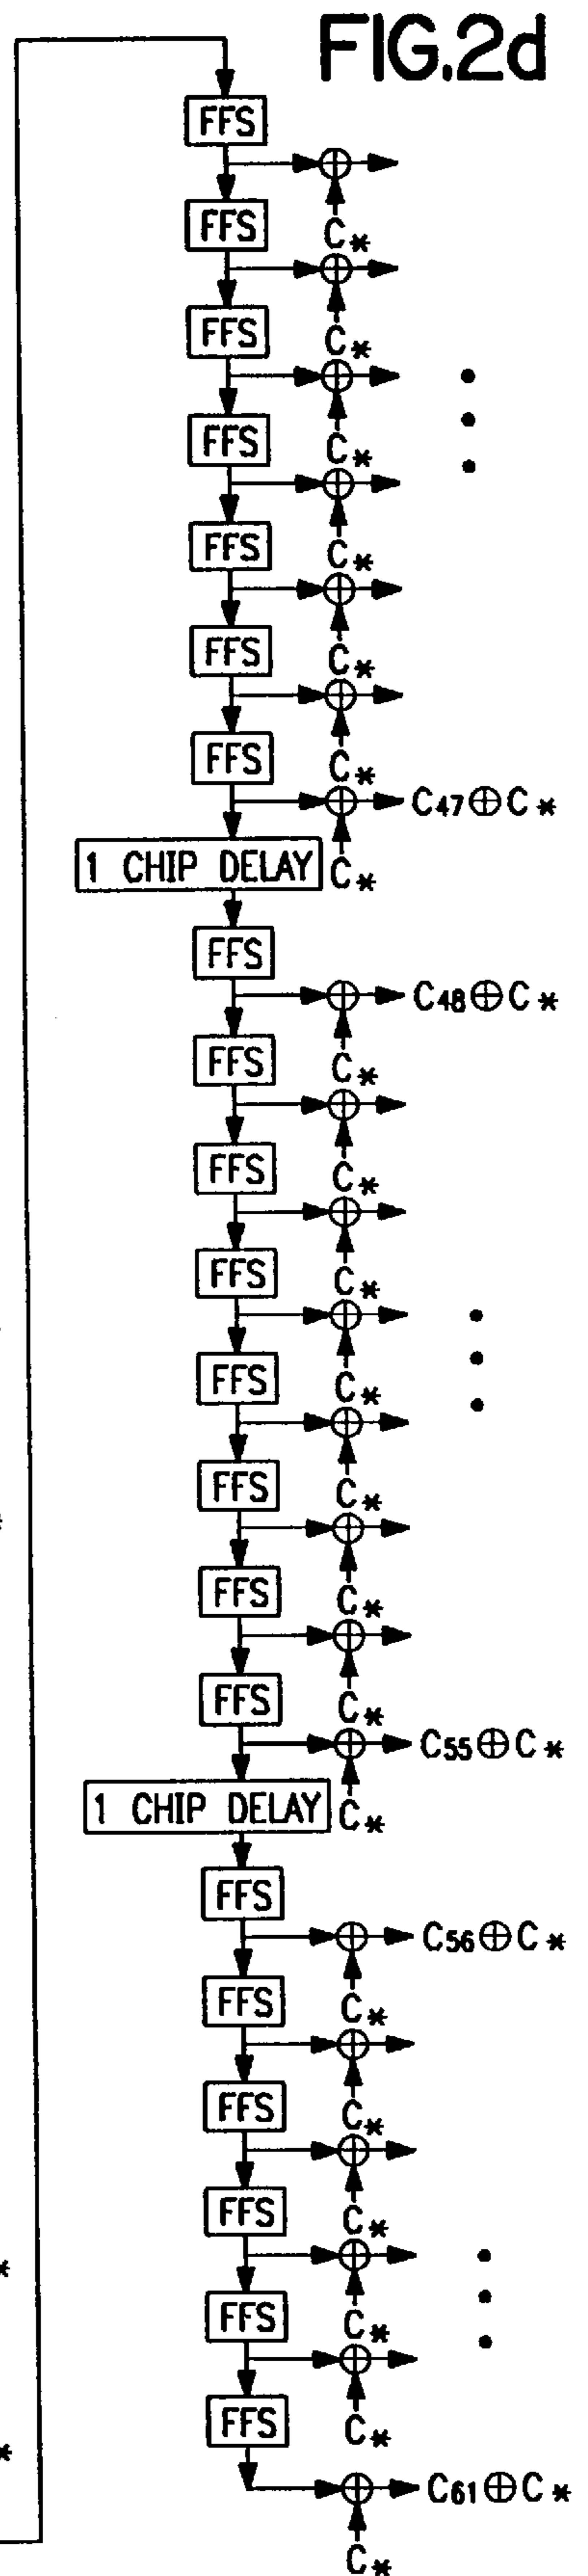 FIG.2d
FFS
FFS
C*
FFS
C*
FFS
C*
FFS
C*
FFS
C*
FFS
C*
C47⊕C*
1 CHIP DELAY
C*
FFS
C48⊕C*
FFS
C*
FFS
C*
FFS
C*
FFS
C*
FFS
C*
FFS
C*
FFS
C*
C55⊕C*
1 CHIP DELAY
C*
FFS
C56⊕C*
FFS
C*
FFS
C*
FFS
C*
FFS
C*
FFS
C*
C61⊕C*
C*
*
*
*